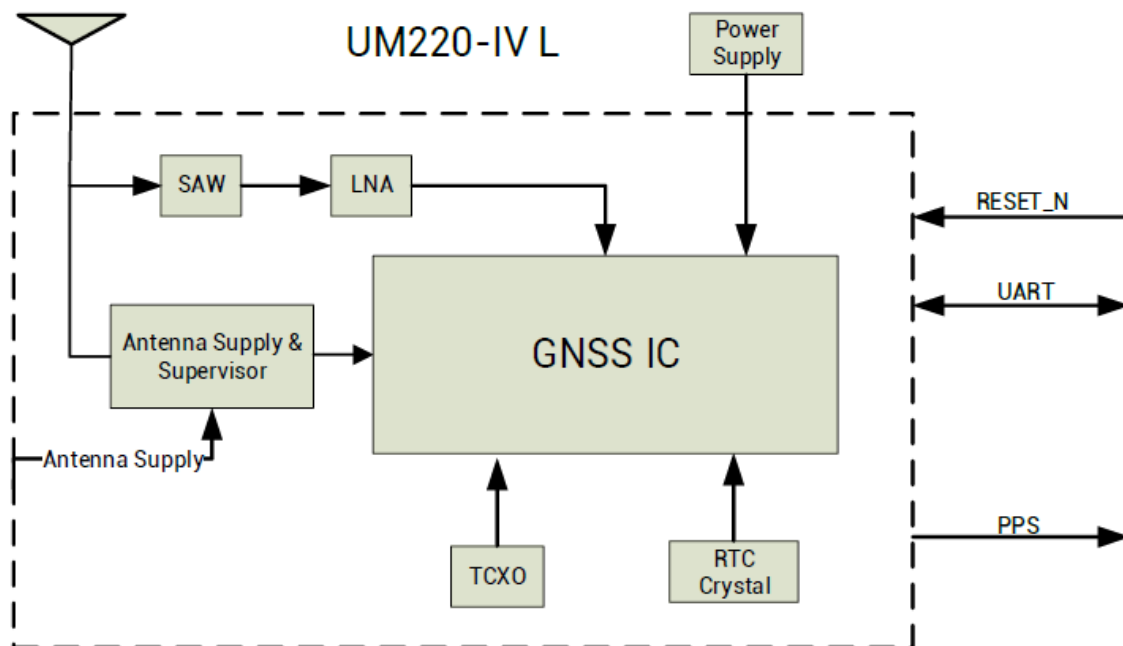 UM220-IV L
Power
Supply
SAW
LNA
RESET_N
UART
Antenna Supply &
Supervisor
GNSS IC
Antenna Supply
PPS
TCXO
RTC
Crystal